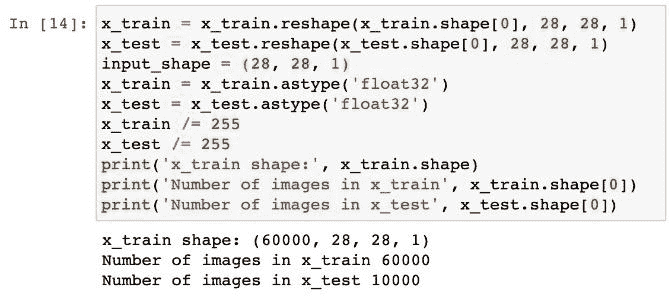 In [14]: x_train = x_train.reshape(x_train.shape[0], 28, 28, 1)
x_test = x_test.reshape(x_test.shape[0], 28, 28, 1)
input_shape = (28, 28, 1)
x_train = x_train.astype('float32')
x_test = x_test.astype('float32')
x_train /= 255
x_test /= 255
print('x_train shape:', x_train.shape)
print('Number of images in x_train', x_train.shape[0])
print('Number of images in x_test', x_test.shape[0])
x_train shape: (60000, 28, 28, 1)
Number of images in x_train 60000
Number of images in x_test 10000